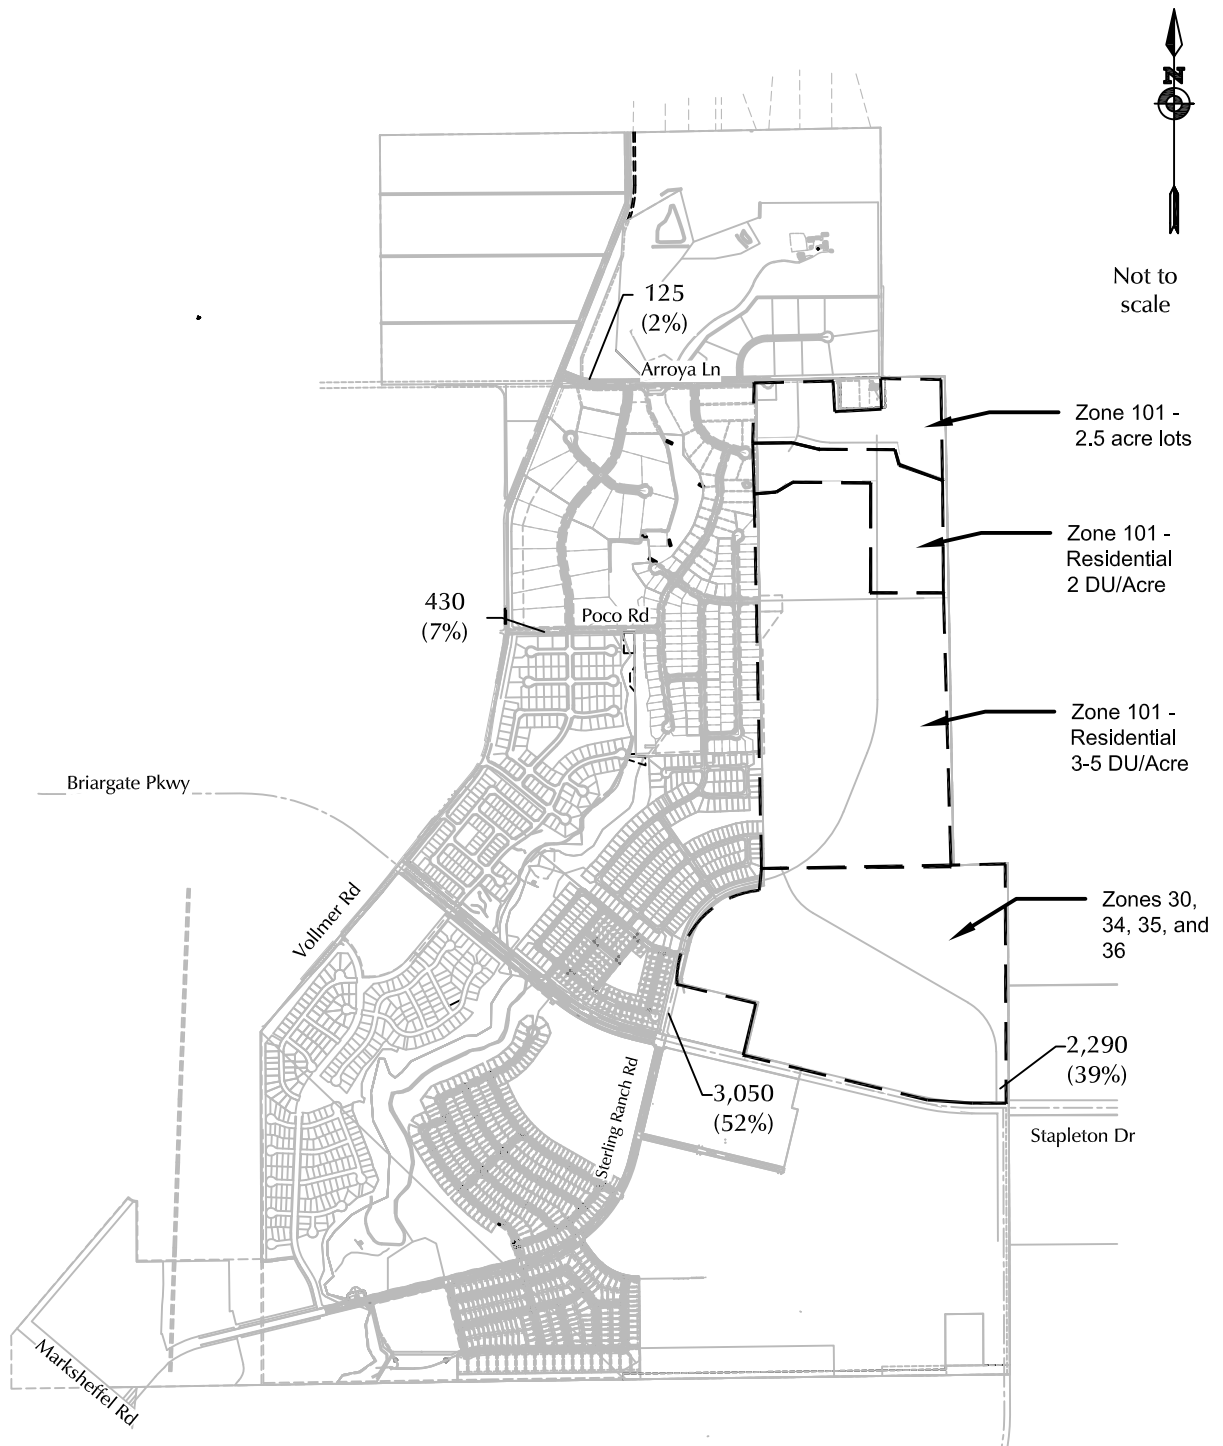 N
Not to
scale
125
(2%)
Arroya Ln
Zone 101 -
2.5 acre lots
Zone 101 -
Residential
2 DU/Acre
430
(7%)
Poco Rd
Zone 101 -
Residential
3-5 DU/Acre
Briargate Pkwy
Vollmer Rd
Zones 30,
34, 35, and
36
2,290
(39%)
3,050
(52%)
Sterling Ranch Rd
Stapleton Dr
Marksheffel Rd